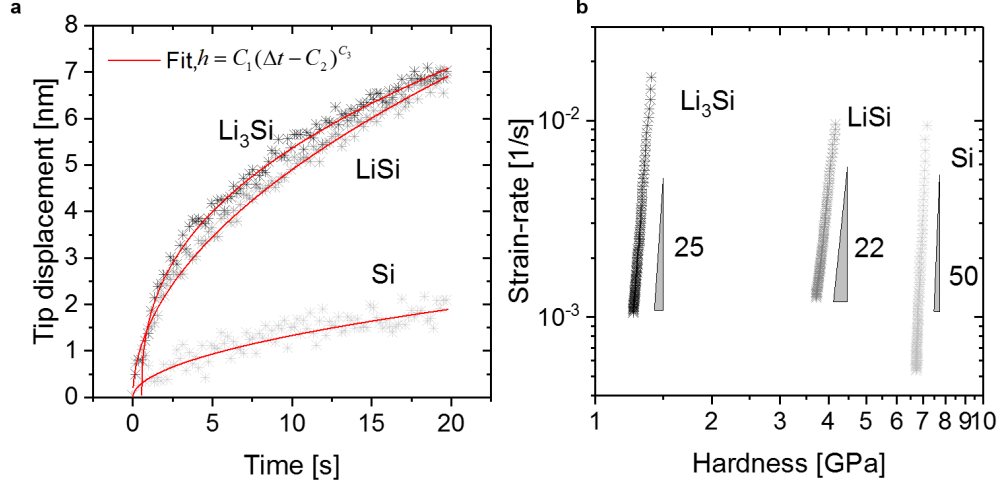 a
Fit, h = C₁(Δt − C₂)^C₃
Li₃Si
LiSi
Si
Tip displacement [nm]
0
1
2
3
4
5
6
7
8
0
5
10
15
20
Time [s]
b
Li₃Si
LiSi
Si
25
22
50
Strain-rate [1/s]
10⁻²
10⁻³
1
2
3
4
5
6
7
8
9
10
Hardness [GPa]